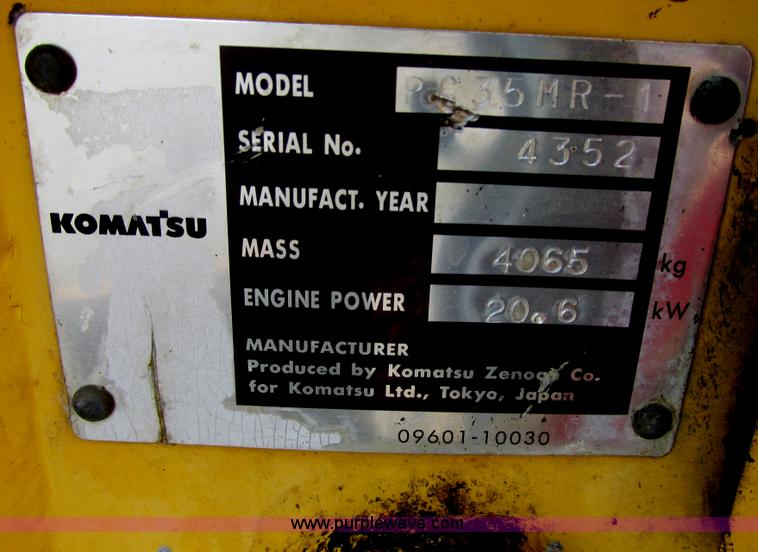 KOMATSU
MODEL PC35MR-1
SERIAL No. 4352
MANUFACT. YEAR
MASS 4065 kg
ENGINE POWER 20.6 kW
MANUFACTURER
Produced by Komatsu Zenoah Co.
for Komatsu Ltd., Tokyo, Japan
09601-10030
www.purplewave.com